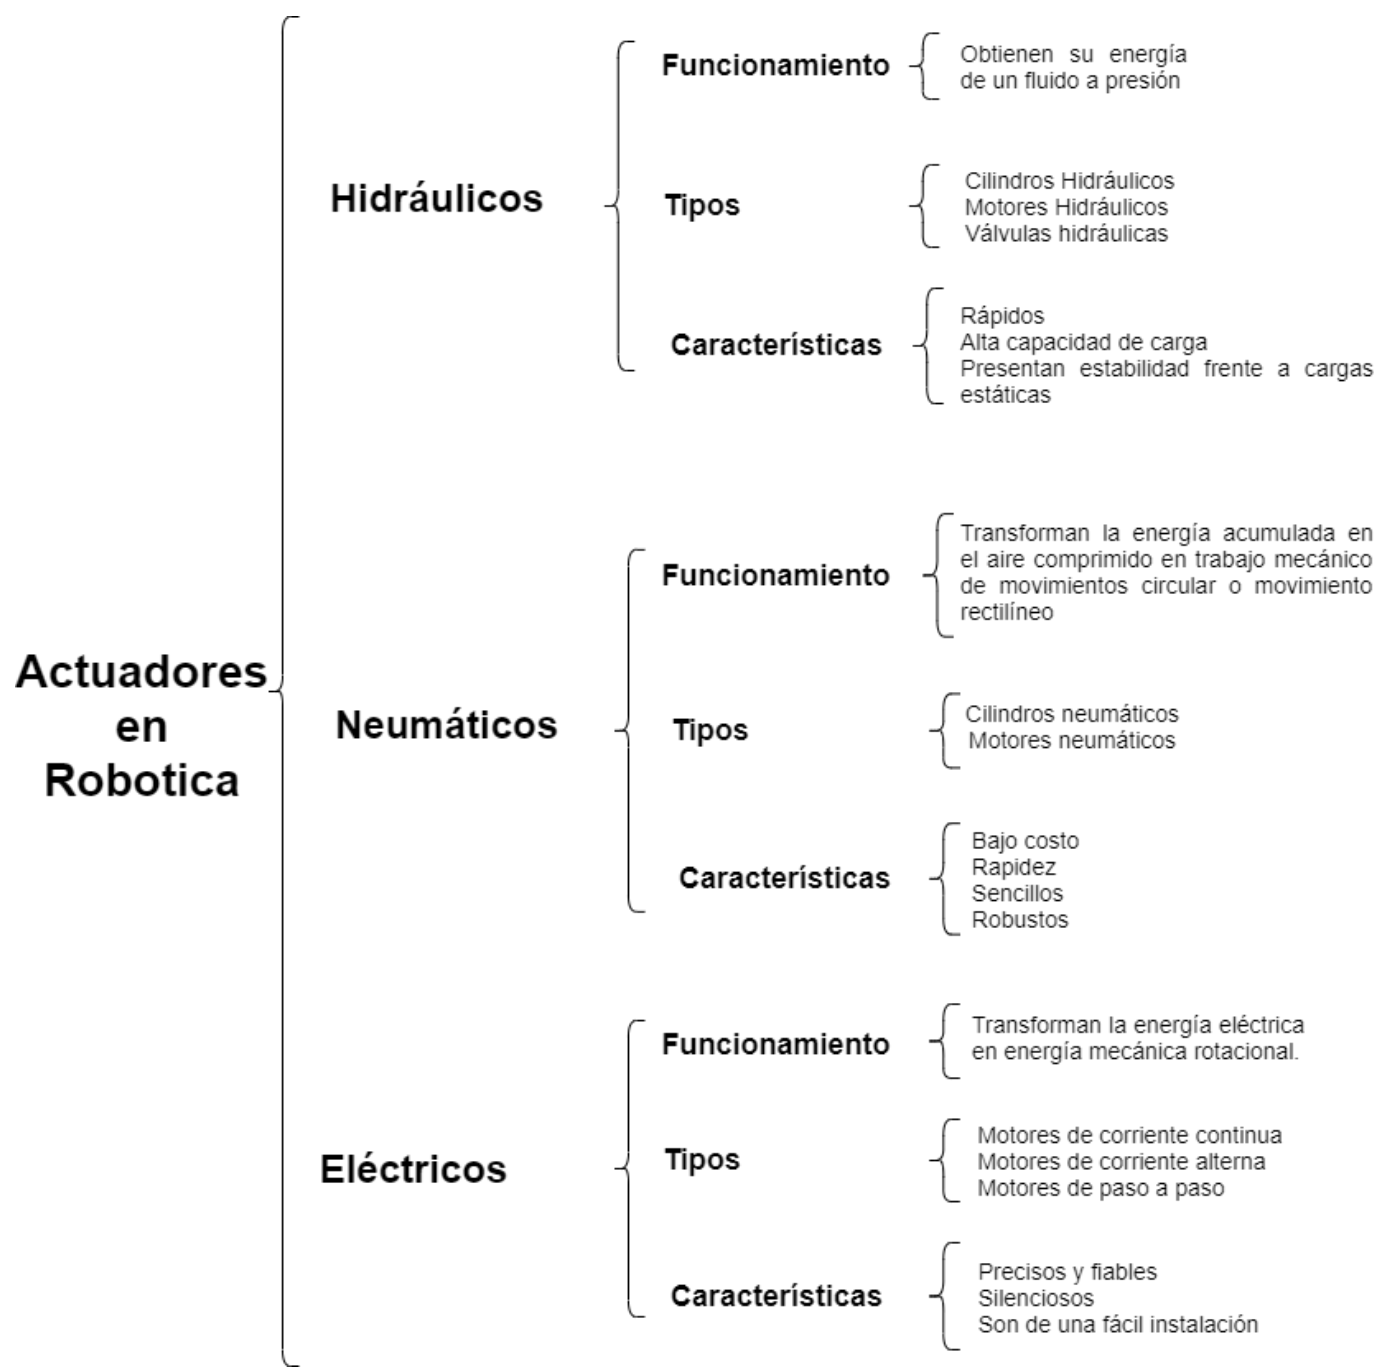 Actuadores
en
Robotica
Hidráulicos
Funcionamiento
Obtienen su energía
de un fluido a presión
Tipos
Cilindros Hidráulicos
Motores Hidráulicos
Válvulas hidráulicas
Características
Rápidos
Alta capacidad de carga
Presentan estabilidad frente a cargas
estáticas
Neumáticos
Funcionamiento
Transforman la energía acumulada en
el aire comprimido en trabajo mecánico
de movimientos circular o movimiento
rectilíneo
Tipos
Cilindros neumáticos
Motores neumáticos
Características
Bajo costo
Rapidez
Sencillos
Robustos
Eléctricos
Funcionamiento
Transforman la energía eléctrica
en energía mecánica rotacional.
Tipos
Motores de corriente continua
Motores de corriente alterna
Motores de paso a paso
Características
Precisos y fiables
Silenciosos
Son de una fácil instalación